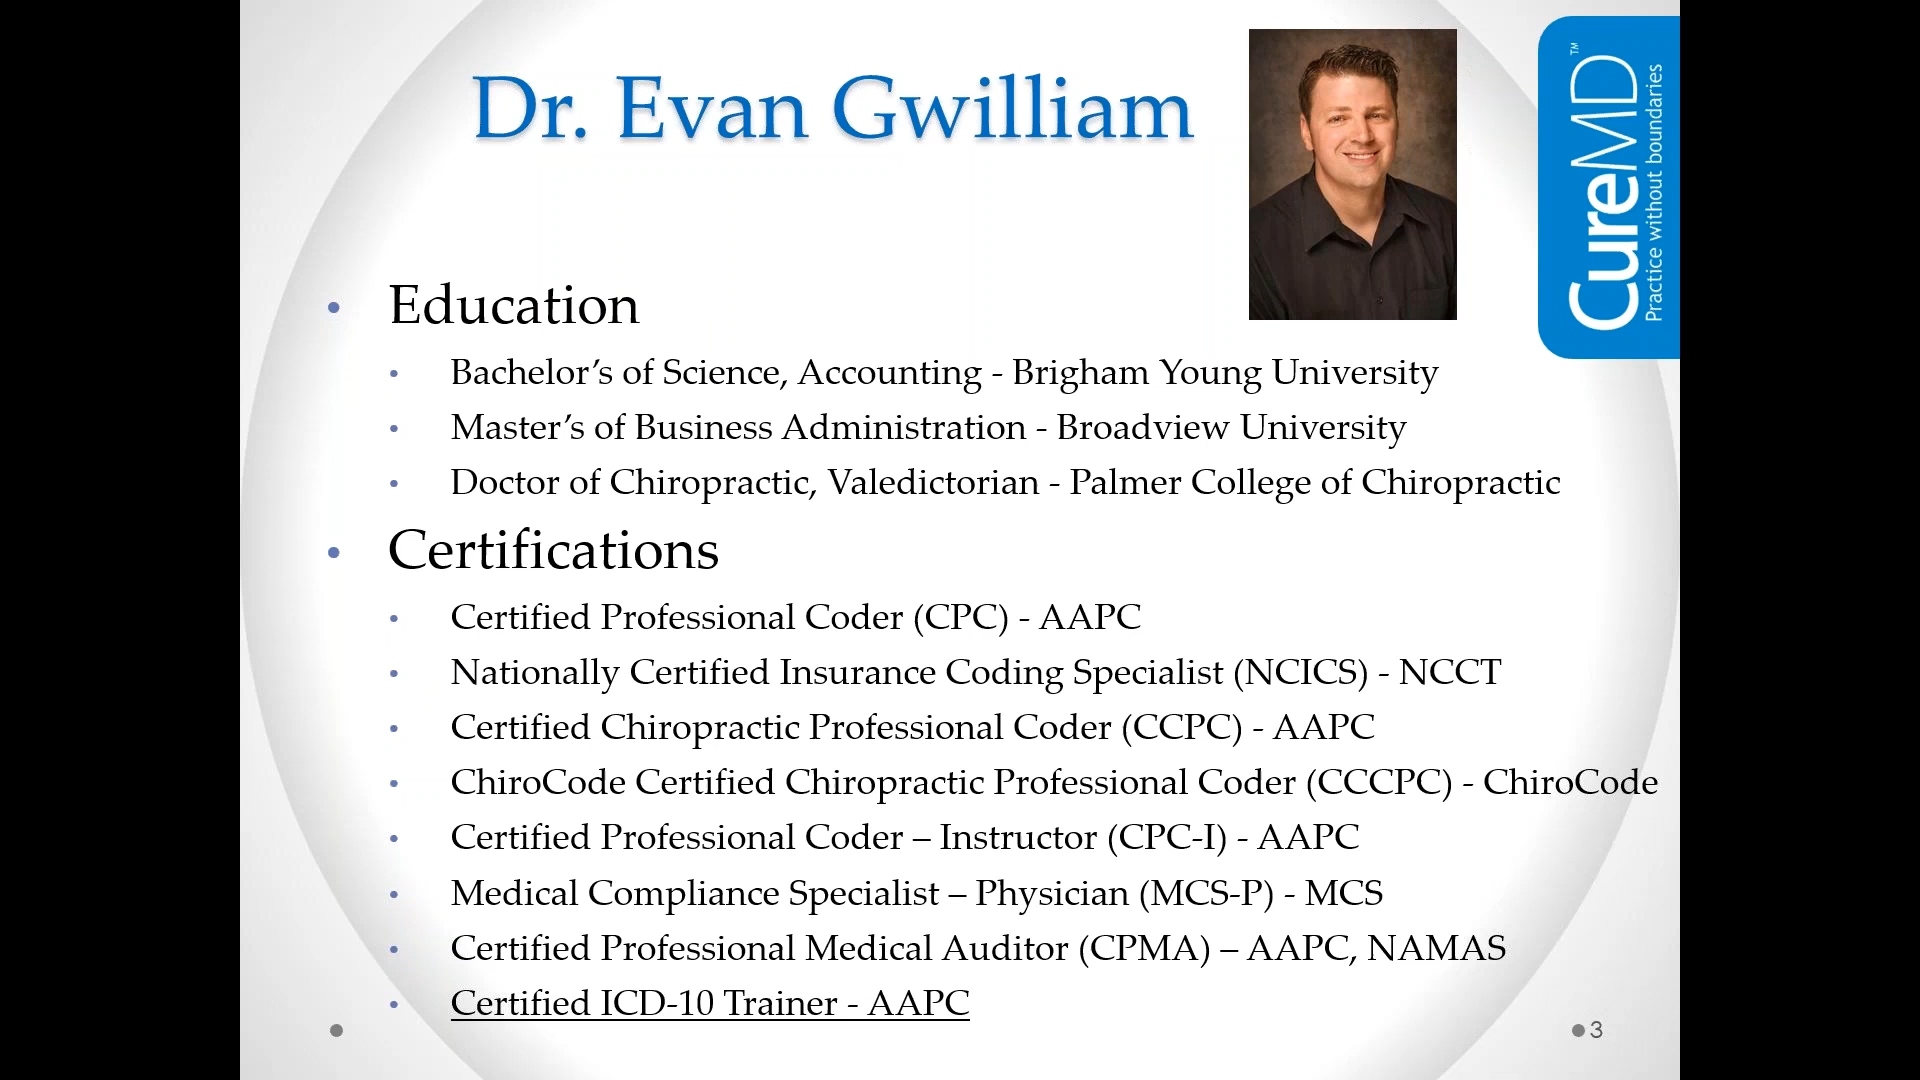 Dr. Evan Gwilliam
CureMD™
Practice without boundaries
• Education
• Bachelor’s of Science, Accounting - Brigham Young University
• Master’s of Business Administration - Broadview University
• Doctor of Chiropractic, Valedictorian - Palmer College of Chiropractic
• Certifications
• Certified Professional Coder (CPC) - AAPC
• Nationally Certified Insurance Coding Specialist (NCICS) - NCCT
• Certified Chiropractic Professional Coder (CCPC) - AAPC
• ChiroCode Certified Chiropractic Professional Coder (CCCPC) - ChiroCode
• Certified Professional Coder – Instructor (CPC-I) - AAPC
• Medical Compliance Specialist – Physician (MCS-P) - MCS
• Certified Professional Medical Auditor (CPMA) – AAPC, NAMAS
• Certified ICD-10 Trainer - AAPC
3